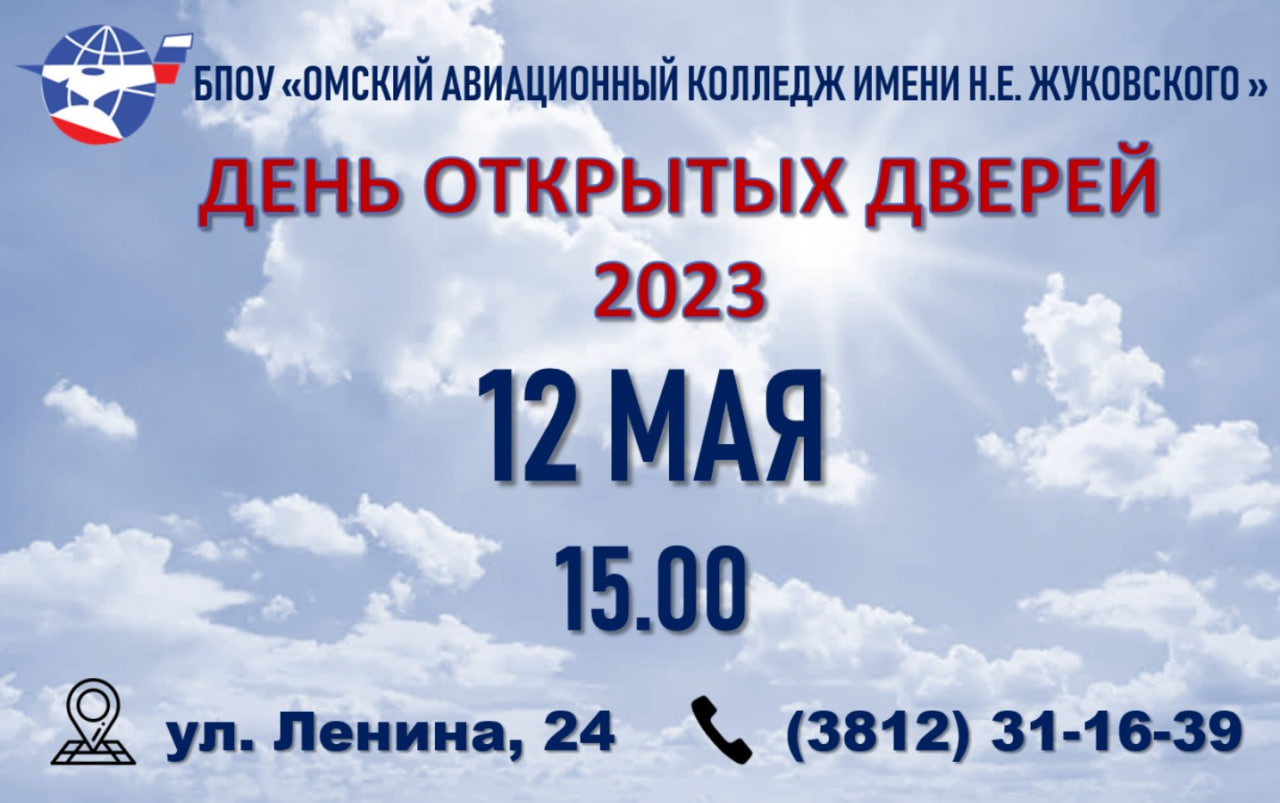 БПОУ «ОМСКИЙ АВИАЦИОННЫЙ КОЛЛЕДЖ ИМЕНИ Н.Е. ЖУКОВСКОГО »
ДЕНЬ ОТКРЫТЫХ ДВЕРЕЙ
2023
12 МАЯ
15.00
ул. Ленина, 24
(3812) 31-16-39